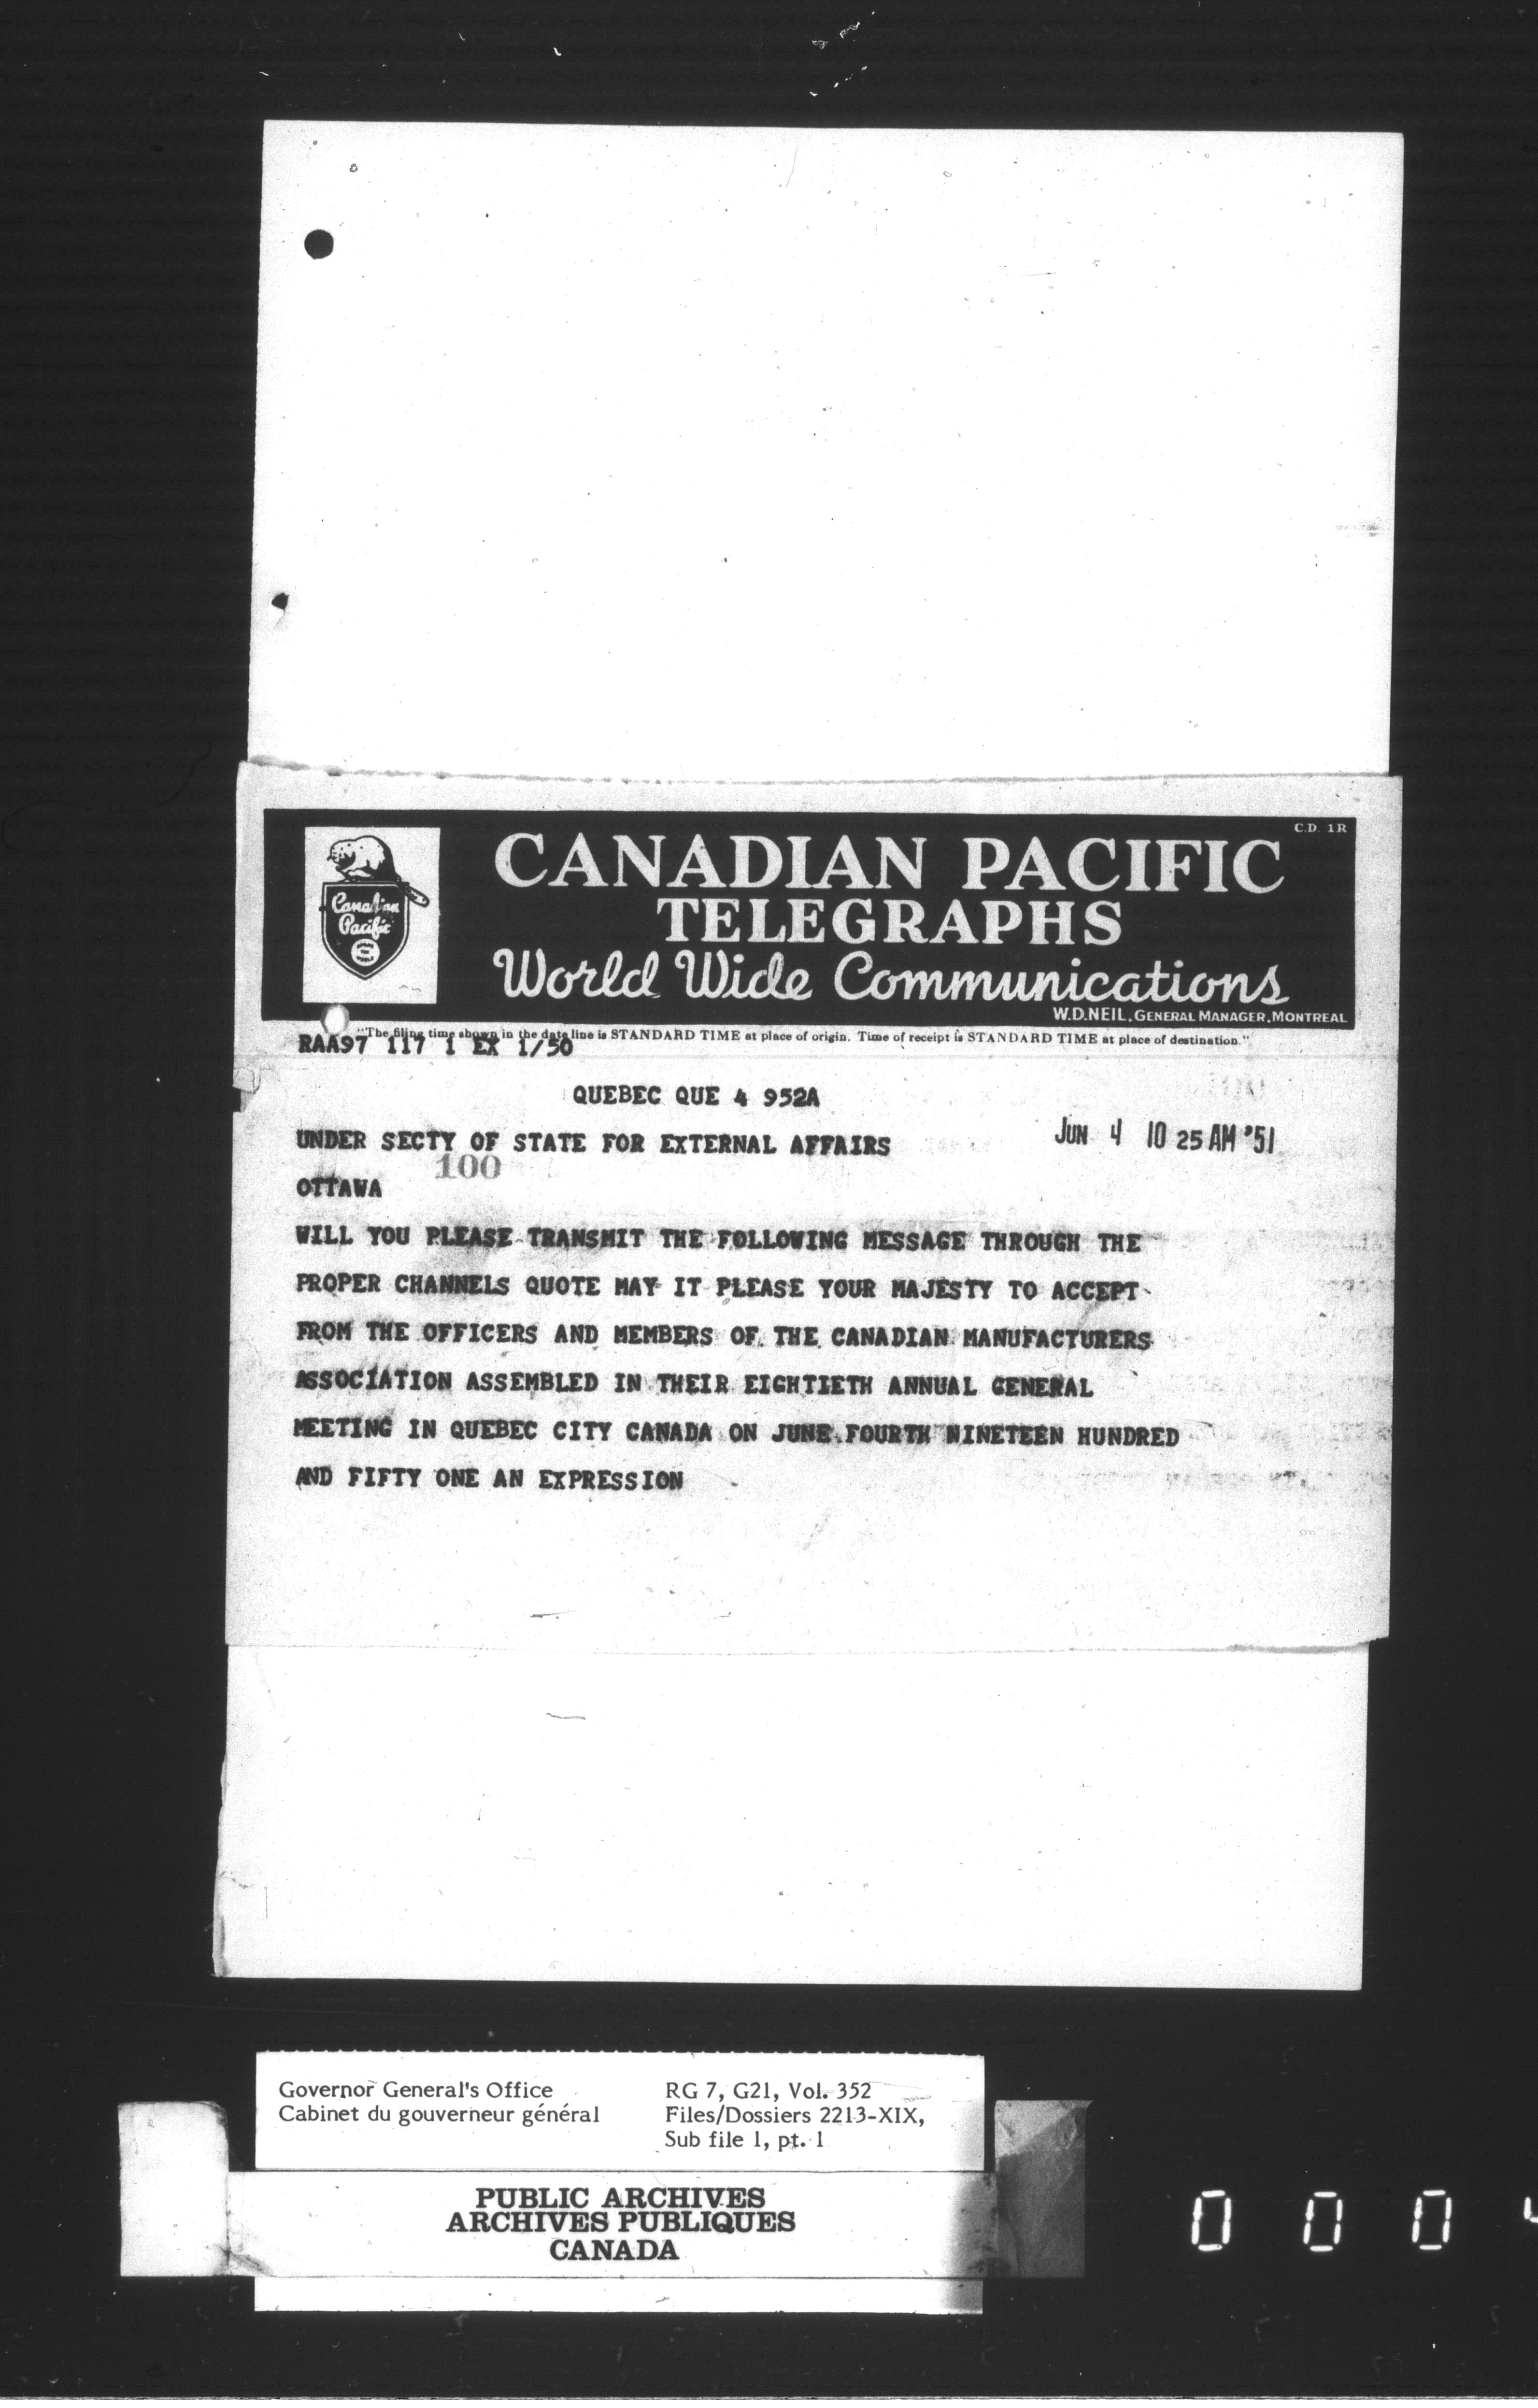 C.D. 1R
Canadian
Pacific
CANADIAN PACIFIC
TELEGRAPHS
World Wide Communications
W.D. NEIL, GENERAL MANAGER, MONTREAL
"The filing time shown in the date line is STANDARD TIME at place of origin. Time of receipt is STANDARD TIME at place of destination."
RAA97 117 1 EX 1/50
QUEBEC QUE 4 952A
JUN 4 10 25 AM '51
UNDER SECTY OF STATE FOR EXTERNAL AFFAIRS
100
OTTAWA
WILL YOU PLEASE TRANSMIT THE FOLLOWING MESSAGE THROUGH THE
PROPER CHANNELS QUOTE MAY IT PLEASE YOUR MAJESTY TO ACCEPT
FROM THE OFFICERS AND MEMBERS OF THE CANADIAN MANUFACTURERS
ASSOCIATION ASSEMBLED IN THEIR EIGHTIETH ANNUAL GENERAL
MEETING IN QUEBEC CITY CANADA ON JUNE FOURTH NINETEEN HUNDRED
AND FIFTY ONE AN EXPRESSION
Governor General's Office
Cabinet du gouverneur général
RG 7, G21, Vol. 352
Files/Dossiers 2213-XIX,
Sub file 1, pt. 1
PUBLIC ARCHIVES
ARCHIVES PUBLIQUES
CANADA
0 0 0